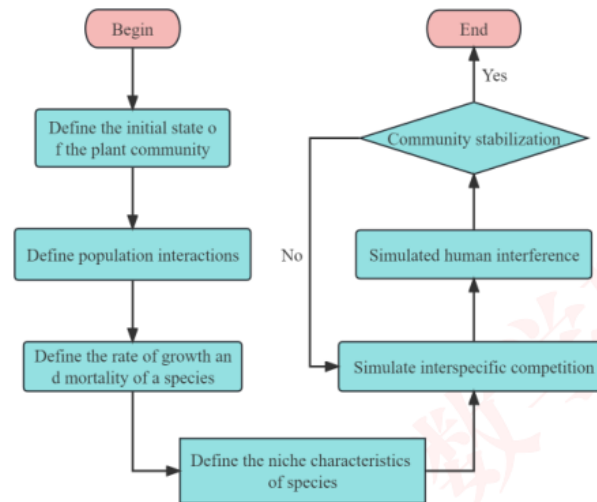 Begin
Define the initial state o
f the plant community
Define population interactions
Define the rate of growth an
d mortality of a species
Define the niche characteristics
of species
Simulate interspecific competition
Simulated human interference
Community stabilization
No
Yes
End
数